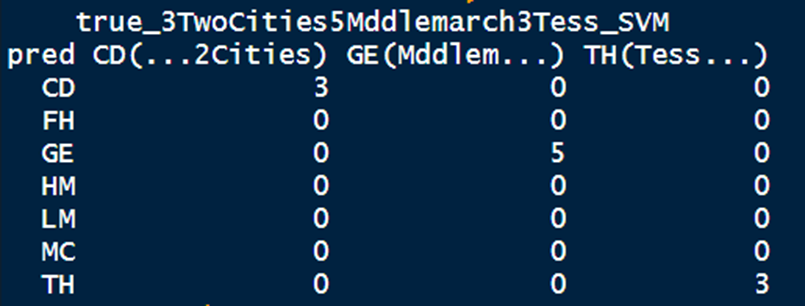 true_3TwoCities5Mddlemarch3Tess_SVM
pred CD(...2Cities) GE(Mddlem...) TH(Tess...)
CD 3 0 0
FH 0 0 0
GE 0 5 0
HM 0 0 0
LM 0 0 0
MC 0 0 0
TH 0 0 3